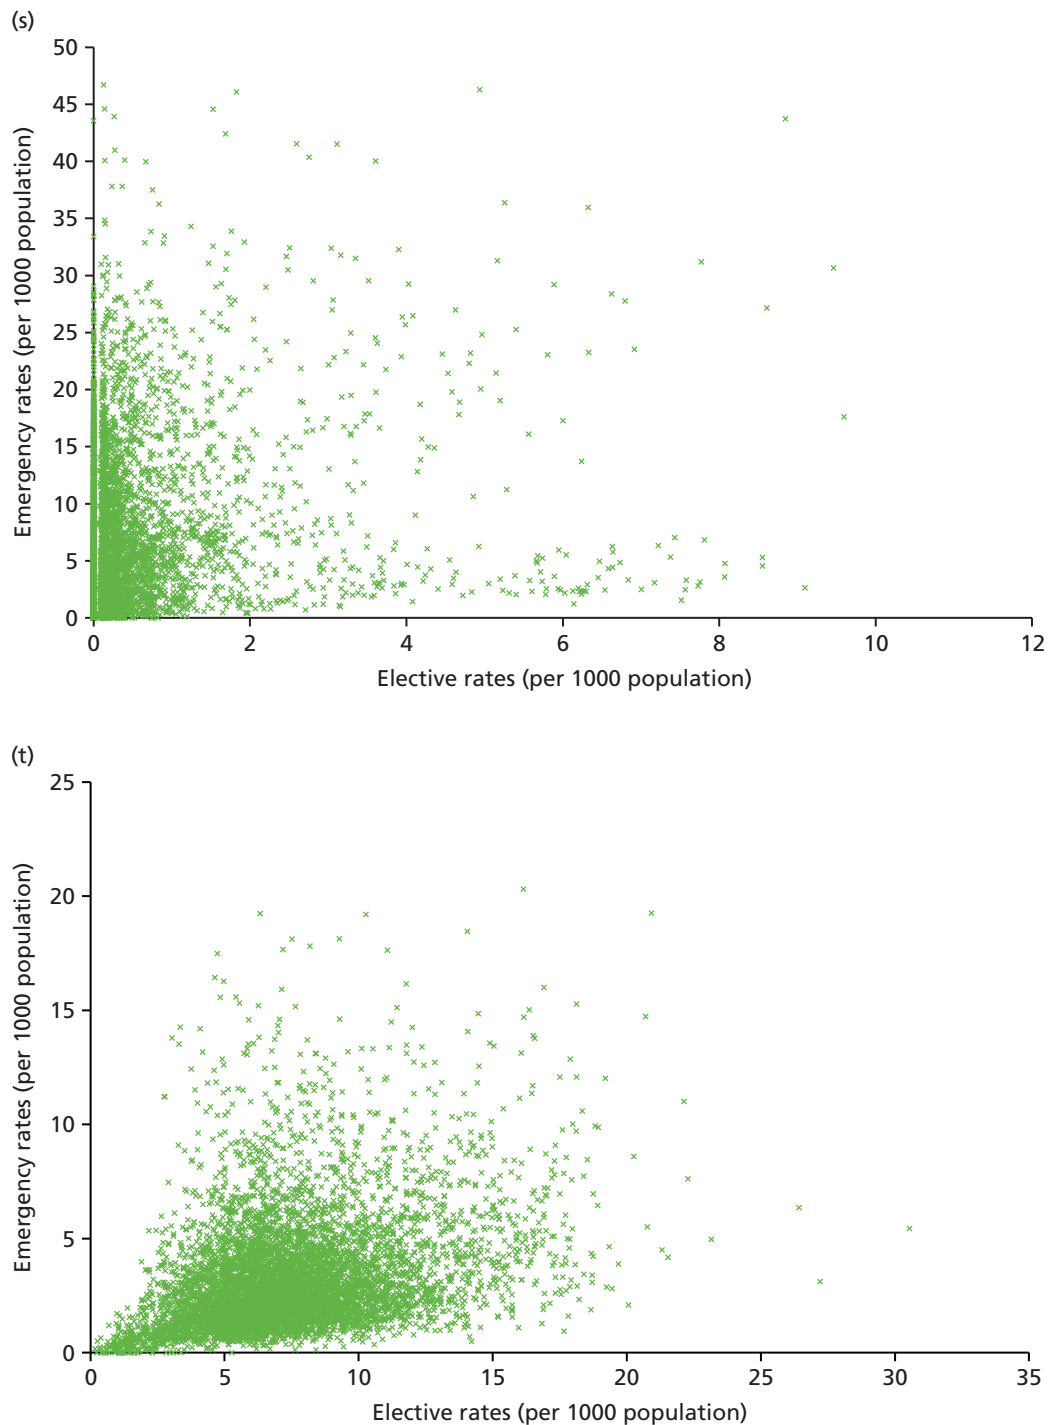 (s)
50
45
40
35
30
25
20
15
10
5
0
Emergency rates (per 1000 population)
0 2 4 6 8 10 12
Elective rates (per 1000 population)
(t)
25
20
15
10
5
0
Emergency rates (per 1000 population)
0 5 10 15 20 25 30 35
Elective rates (per 1000 population)